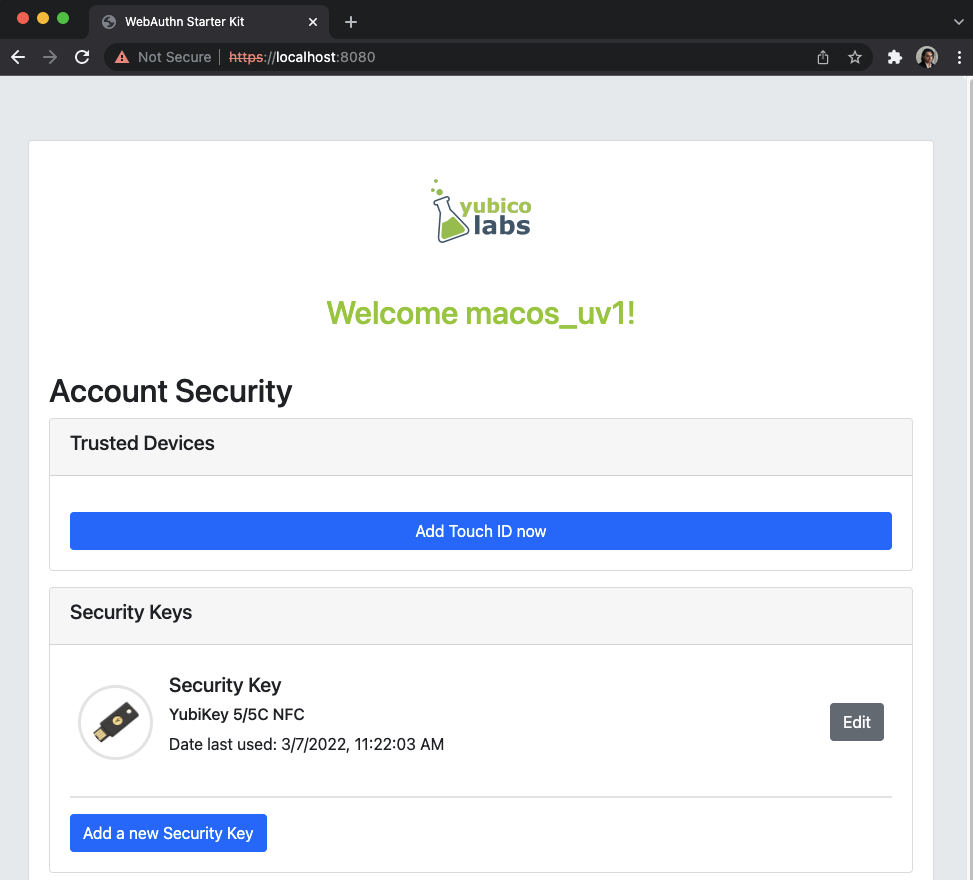 WebAuthn Starter Kit
Not Secure https://localhost:8080
yubico
labs
Welcome macos_uv1!
Account Security
Trusted Devices
Add Touch ID now
Security Keys
Security Key
YubiKey 5/5C NFC
Date last used: 3/7/2022, 11:22:03 AM
Edit
Add a new Security Key